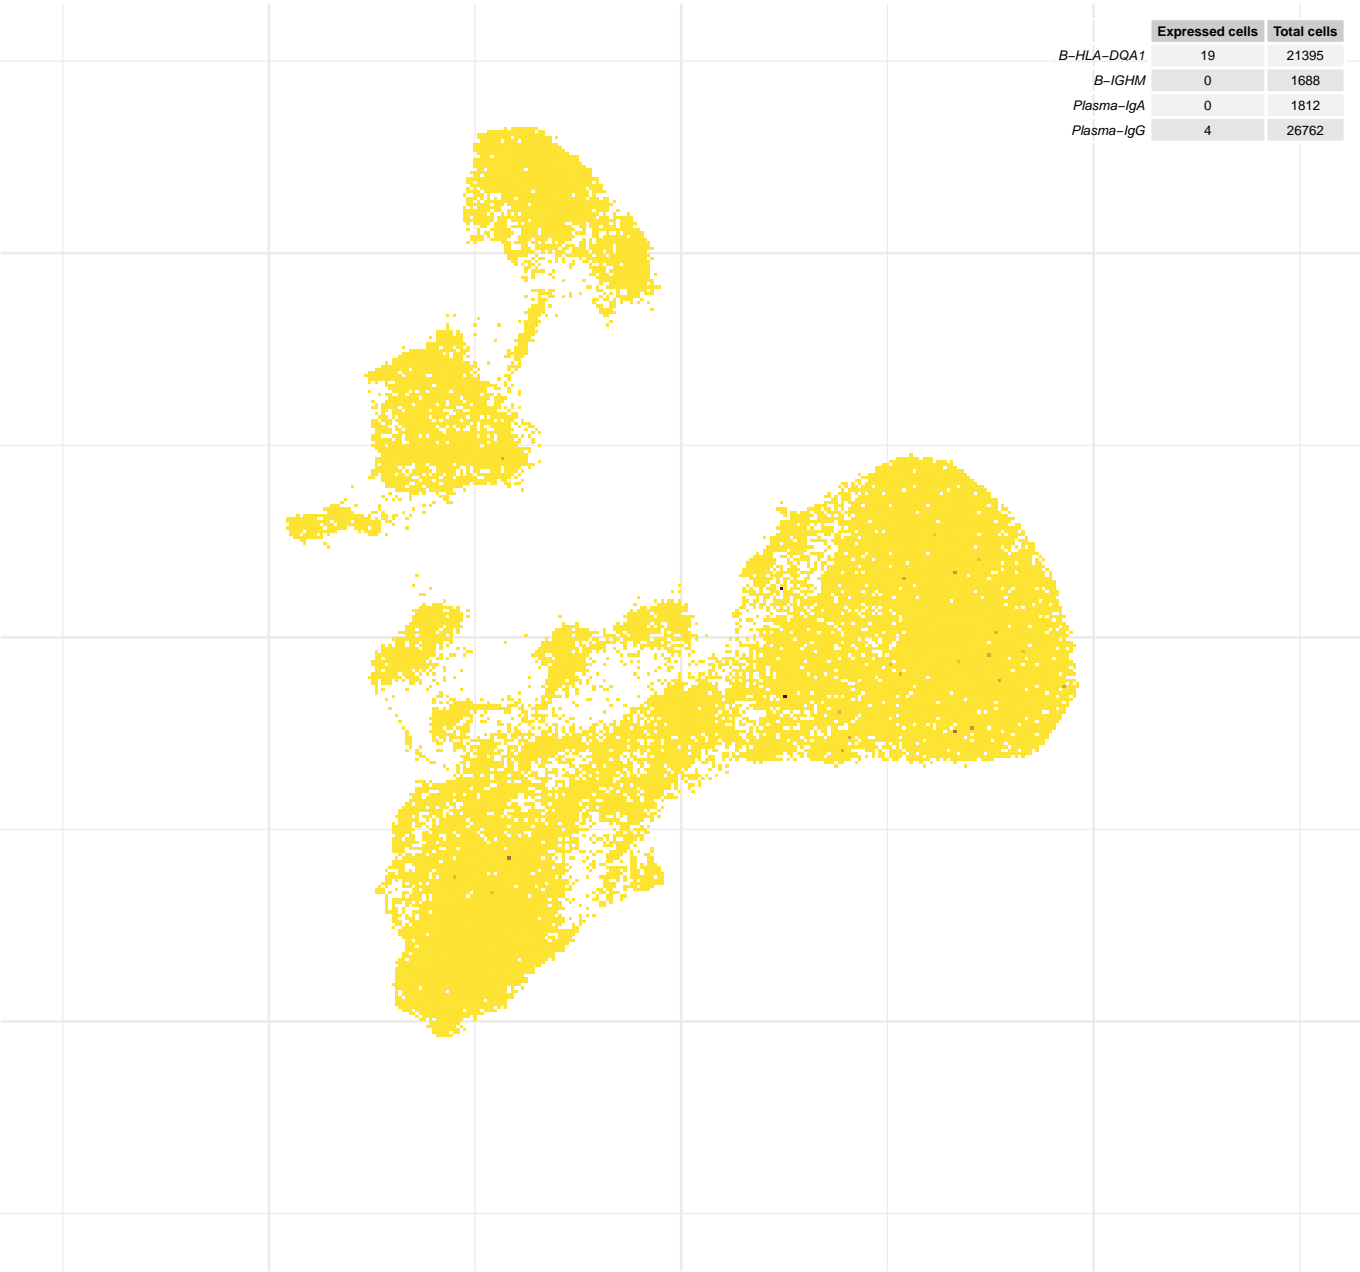 Expressed cells Total cells
B−HLA−DQA1 19 21395
B−IGHM 0 1688
Plasma−IgA 0 1812
Plasma−IgG 4 26762